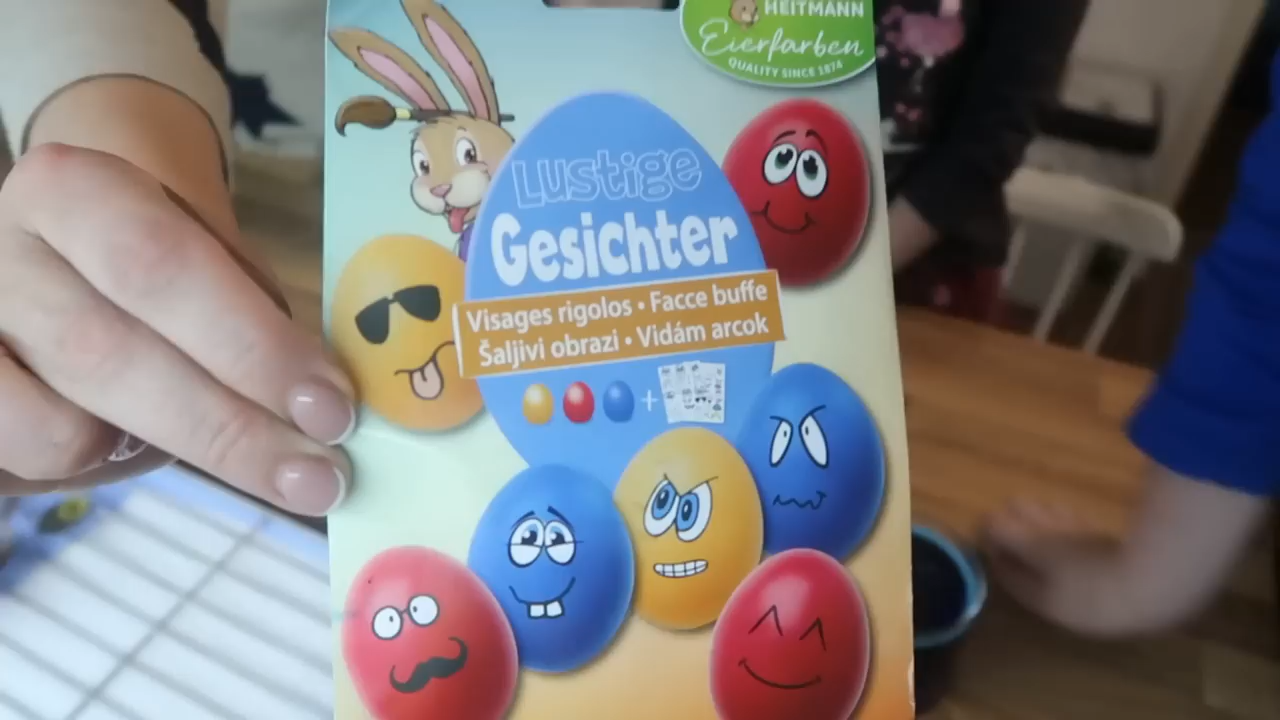 HEITMANN
Eierfarben
QUALITY SINCE 1874
Lustige
Gesichter
Visages rigolos • Facce buffe
Šaljivi obrazi • Vidám arcok
+